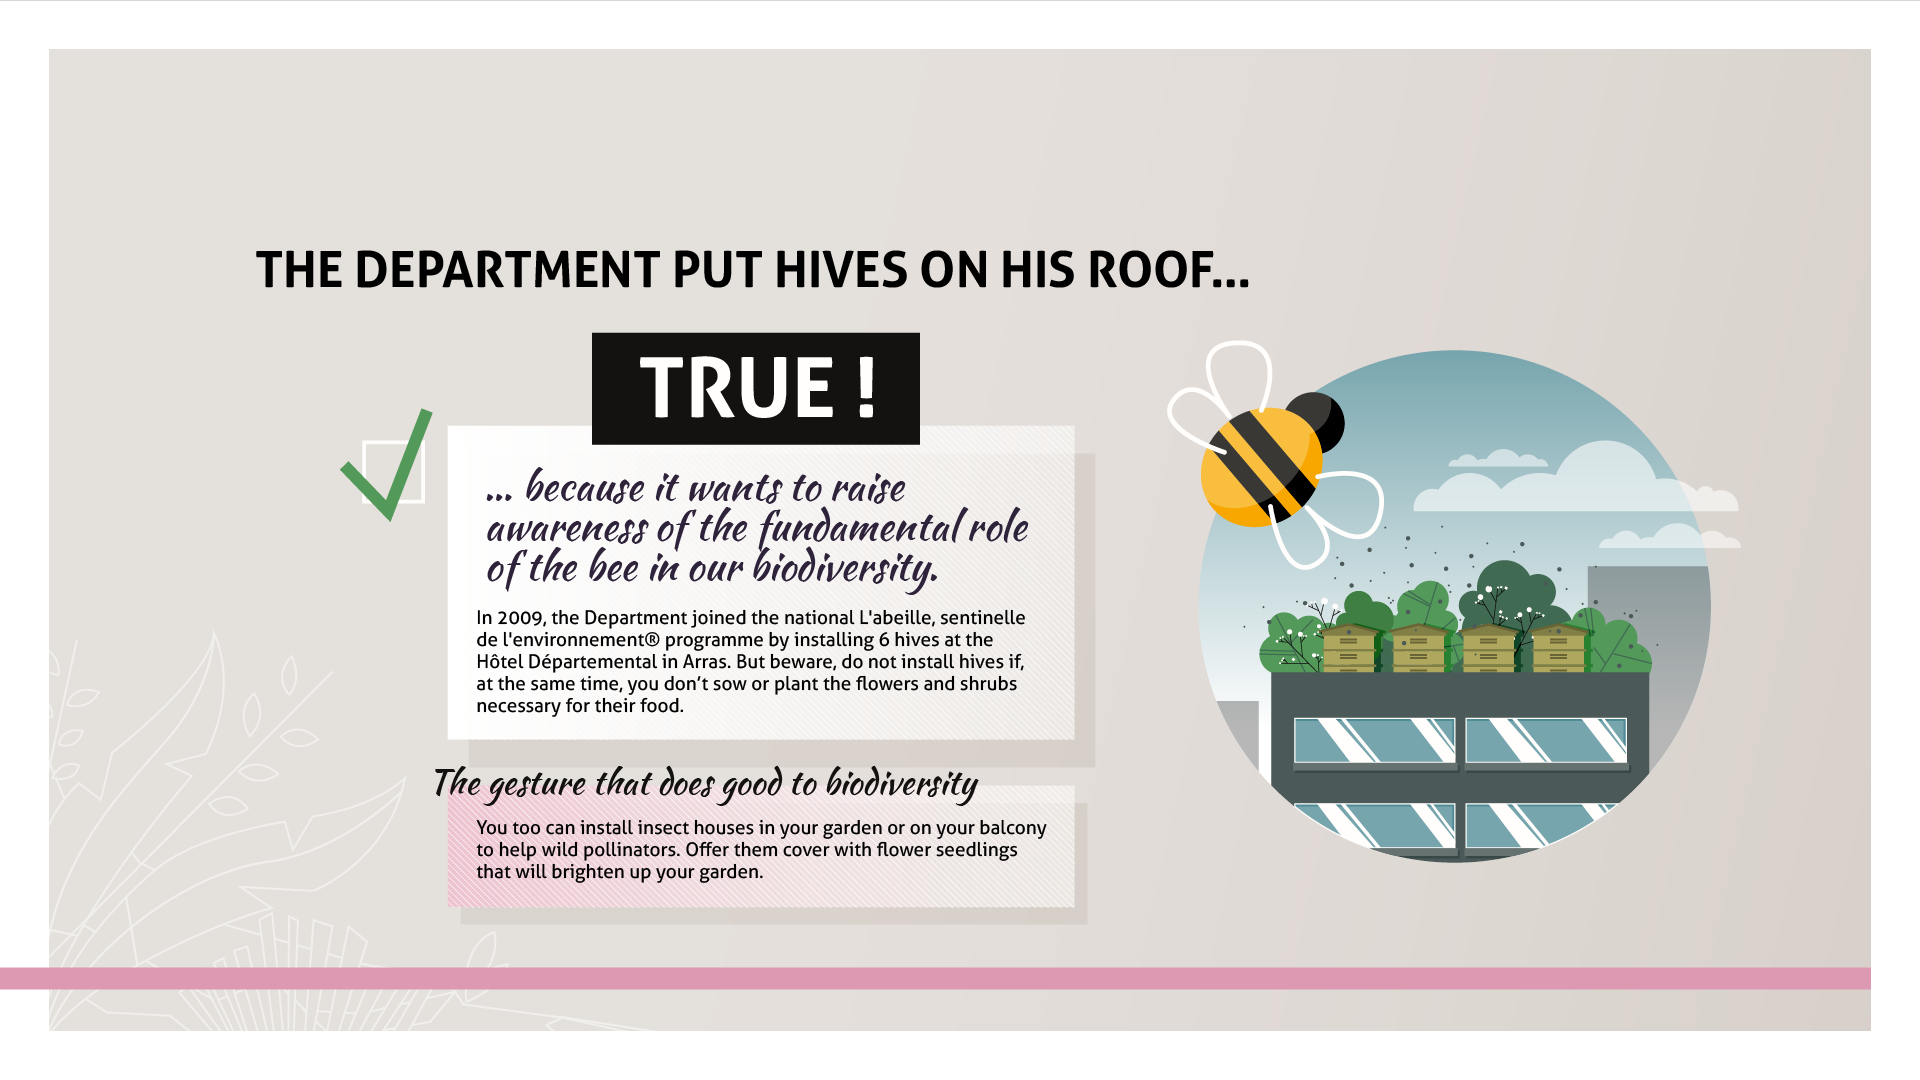 THE DEPARTMENT PUT HIVES ON HIS ROOF...
TRUE !
... because it wants to raise
awareness of the fundamental role
of the bee in our biodiversity.
In 2009, the Department joined the national L'abeille, sentinelle
de l'environnement® programme by installing 6 hives at the
Hôtel Départemental in Arras. But beware, do not install hives if,
at the same time, you don’t sow or plant the flowers and shrubs
necessary for their food.
The gesture that does good to biodiversity
You too can install insect houses in your garden or on your balcony
to help wild pollinators. Offer them cover with flower seedlings
that will brighten up your garden.